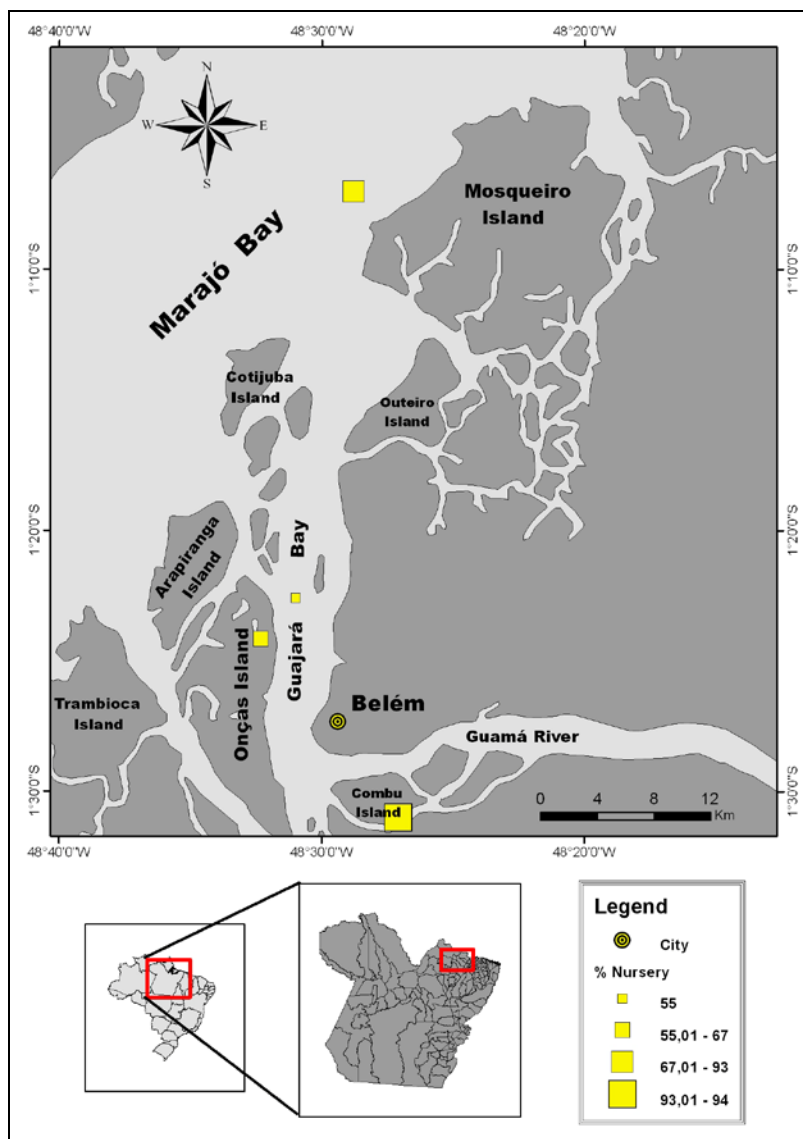 48°40'0"W 48°30'0"W 48°20'0"W
N
W E
S
Mosqueiro
Island
Marajó Bay
1°10'0"S 1°10'0"S
Cotijuba
Island
Outeiro
Island
1°20'0"S 1°20'0"S
Arapiranga
Island
Guajará Bay
Onças Island
Trambioca
Island
Belém
Guamá River
Combu
Island
1°30'0"S 1°30'0"S
0 4 8 12
Km
48°40'0"W 48°30'0"W 48°20'0"W
Legend
City
% Nursery
55
55,01 - 67
67,01 - 93
93,01 - 94